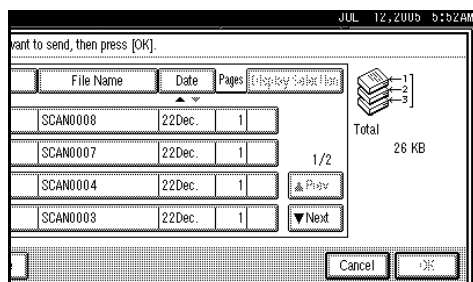 JUL 12,2005 5:52AM
want to send, then press [OK].
File Name Date Pages Display Selection
1
2
3
SCAN0008 22Dec. 1
Total
26 KB
SCAN0007 22Dec. 1
1/2
SCAN0004 22Dec. 1 ▲Prev.
SCAN0003 22Dec. 1 ▼Next
Cancel OK